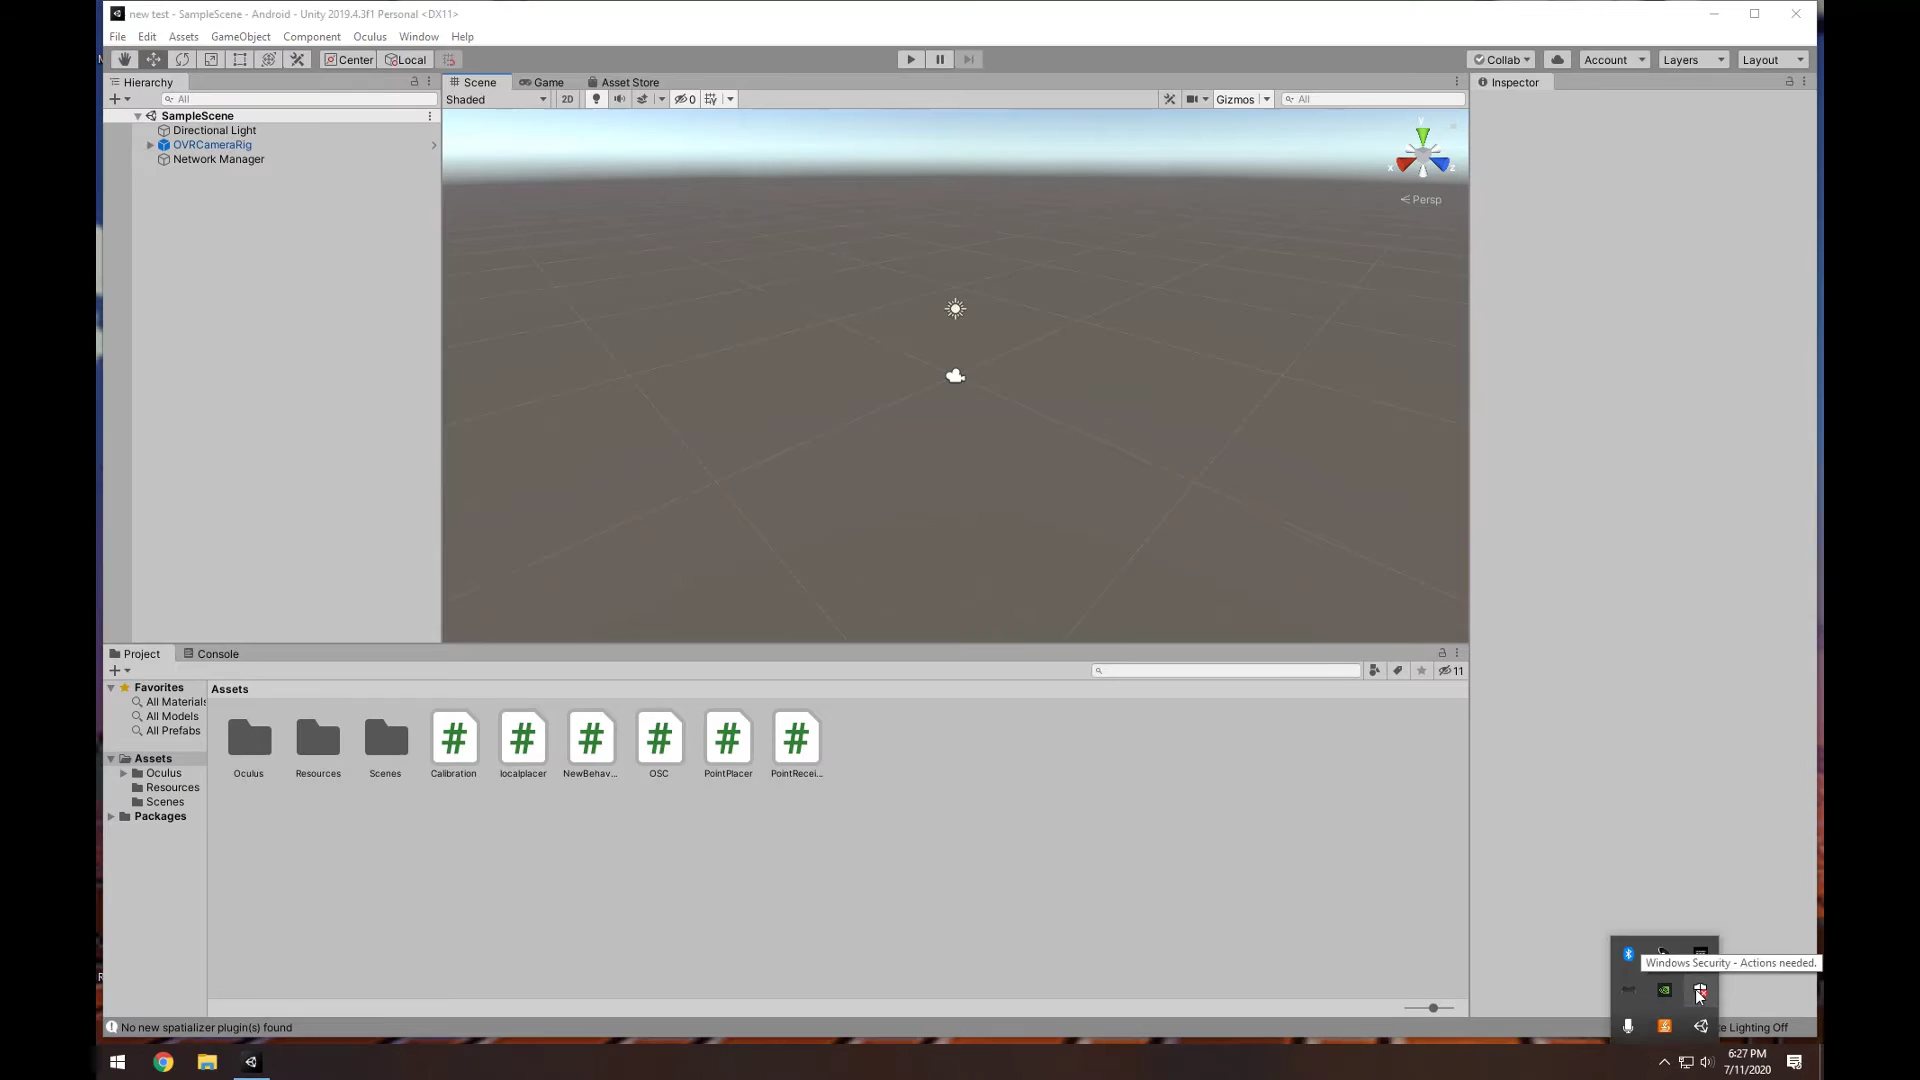 new test - SampleScene - Android - Unity 2019.4.3f1 Personal <DX11>
File Edit Assets GameObject Component Oculus Window Help
Center Local Collab Account Layers Layout
Hierarchy Scene Game Asset Store Inspector
All Shaded 2D 0 Gizmos All
SampleScene
Directional Light
OVRCameraRig
Network Manager
y
x z
Persp
Project Console
11
Favorites Assets
All Materials
All Models
All Prefabs
Assets
Oculus
Resources
Scenes
Packages
Oculus Resources Scenes Calibration localplacer NewBehav... OSC PointPlacer PointRecei...
Windows Security - Actions needed.
No new spatializer plugin(s) found
te Lighting Off
6:27 PM
7/11/2020